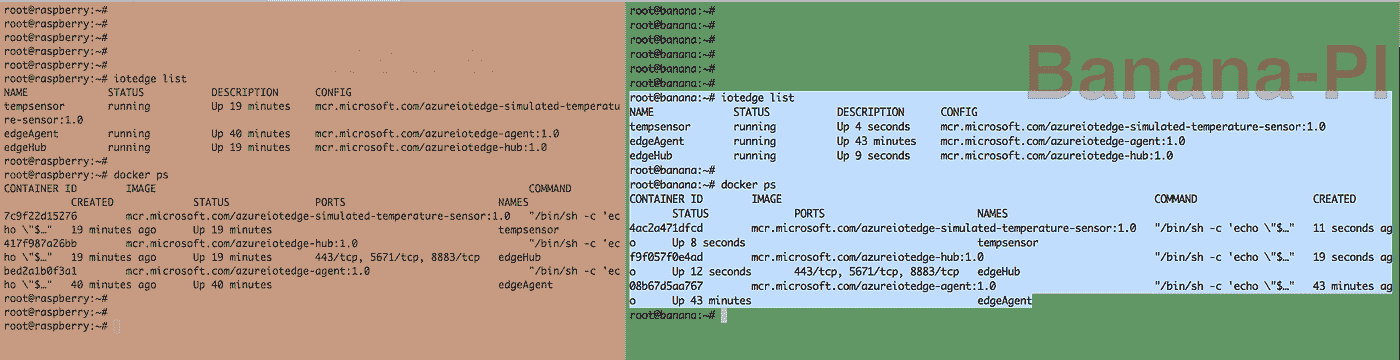 root@raspberry:~#
root@raspberry:~#
root@raspberry:~#
root@raspberry:~#
root@raspberry:~#
root@raspberry:~# iotedge list
NAME STATUS DESCRIPTION CONFIG
tempsensor running Up 19 minutes mcr.microsoft.com/azureiotedge-simulated-temperatu
re-sensor:1.0
edgeAgent running Up 40 minutes mcr.microsoft.com/azureiotedge-agent:1.0
edgeHub running Up 19 minutes mcr.microsoft.com/azureiotedge-hub:1.0
root@raspberry:~#
root@raspberry:~# docker ps
CONTAINER ID IMAGE COMMAND
CREATED STATUS PORTS NAMES
7c9f22d15276 mcr.microsoft.com/azureiotedge-simulated-temperature-sensor:1.0 "/bin/sh -c 'ec
ho \"$…" 19 minutes ago Up 19 minutes tempsensor
417f987a26bb mcr.microsoft.com/azureiotedge-hub:1.0 "/bin/sh -c 'ec
ho \"$…" 19 minutes ago Up 19 minutes 443/tcp, 5671/tcp, 8883/tcp edgeHub
bed2a1b0f3a1 mcr.microsoft.com/azureiotedge-agent:1.0 "/bin/sh -c 'ec
ho \"$…" 40 minutes ago Up 40 minutes edgeAgent
root@raspberry:~#
root@raspberry:~#
root@raspberry:~#
root@banana:~#
root@banana:~#
root@banana:~#
root@banana:~#
root@banana:~#
root@banana:~#
Banana-PI
root@banana:~# iotedge list
NAME STATUS DESCRIPTION CONFIG
tempsensor running Up 4 seconds mcr.microsoft.com/azureiotedge-simulated-temperature-sensor:1.0
edgeAgent running Up 43 minutes mcr.microsoft.com/azureiotedge-agent:1.0
edgeHub running Up 9 seconds mcr.microsoft.com/azureiotedge-hub:1.0
root@banana:~#
root@banana:~# docker ps
CONTAINER ID IMAGE COMMAND CREATED
STATUS PORTS NAMES
4ac2a471dfcd mcr.microsoft.com/azureiotedge-simulated-temperature-sensor:1.0 "/bin/sh -c 'echo \"$…" 11 seconds ag
o Up 8 seconds tempsensor
f9f057f0e4ad mcr.microsoft.com/azureiotedge-hub:1.0 "/bin/sh -c 'echo \"$…" 19 seconds ag
o Up 12 seconds 443/tcp, 5671/tcp, 8883/tcp edgeHub
08b67d5aa767 mcr.microsoft.com/azureiotedge-agent:1.0 "/bin/sh -c 'echo \"$…" 43 minutes ag
o Up 43 minutes edgeAgent
root@banana:~#